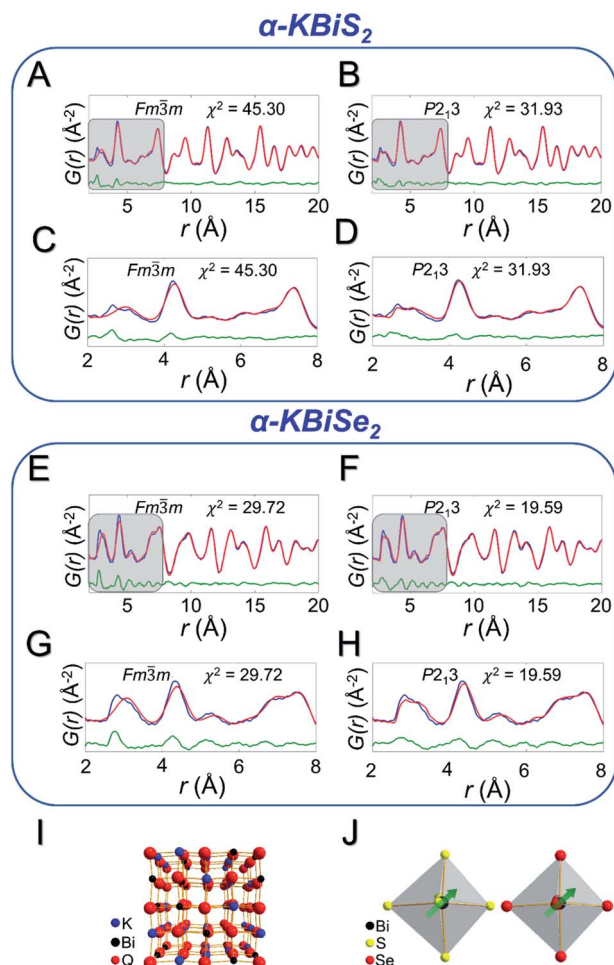 α-KBiS₂
A
Fm3̅m χ² = 45.30
G(r) (Å⁻²)
5 10 15 20
r (Å)
B
P2₁3 χ² = 31.93
G(r) (Å⁻²)
5 10 15 20
r (Å)
C
Fm3̅m χ² = 45.30
G(r) (Å⁻²)
2 4 6 8
r (Å)
D
P2₁3 χ² = 31.93
G(r) (Å⁻²)
2 4 6 8
r (Å)
α-KBiSe₂
E
Fm3̅m χ² = 29.72
G(r) (Å⁻²)
5 10 15 20
r (Å)
F
P2₁3 χ² = 19.59
G(r) (Å⁻²)
5 10 15 20
r (Å)
G
Fm3̅m χ² = 29.72
G(r) (Å⁻²)
2 4 6 8
r (Å)
H
P2₁3 χ² = 19.59
G(r) (Å⁻²)
2 4 6 8
r (Å)
I
K
Bi
Q
J
Bi
S
Se